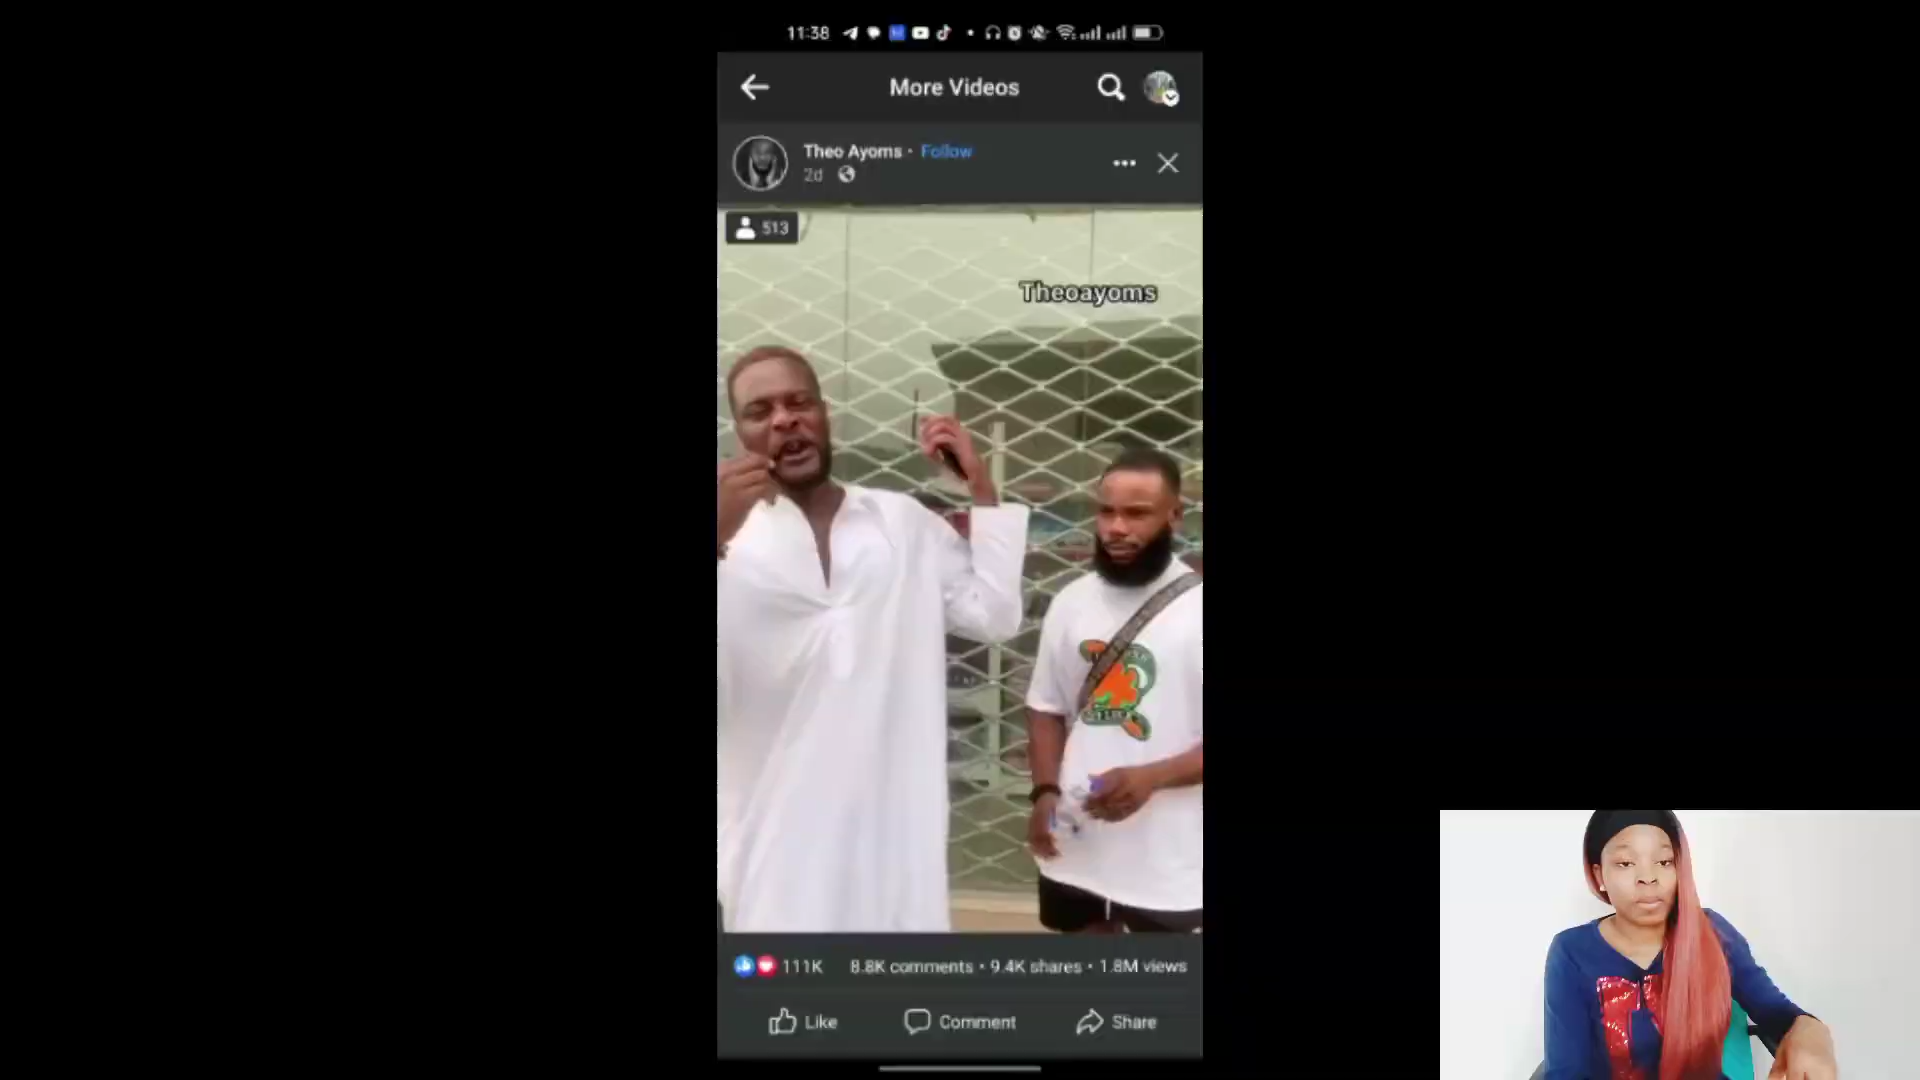 11:38
More Videos
Theo Ayoms · Follow
2d
513
Theoayoms
111K 8.8K comments • 9.4K shares • 1.8M views
Like Comment Share